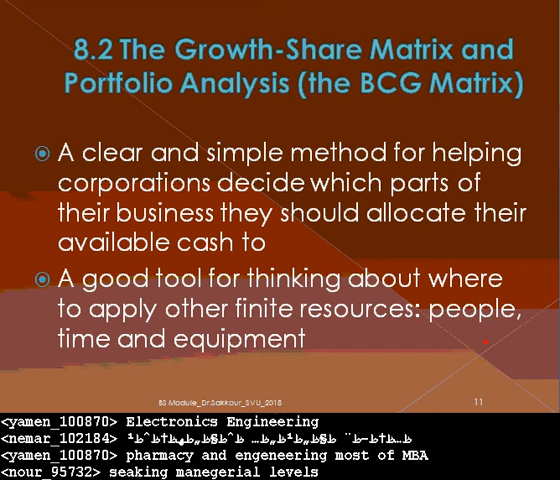 8.2 The Growth-Share Matrix and
Portfolio Analysis (the BCG Matrix)
A clear and simple method for helping
corporations decide which parts of
their business they should allocate their
available cash to
A good tool for thinking about where
to apply other finite resources: people,
time and equipment
BS Module_Dr.Sakkour_SVU_2018
11
<yamen_100870> Electronics Engineering
<nemar_102184>
<yamen_100870> pharmacy and engeneering most of MBA
<nour_95732> seaking manegerial levels